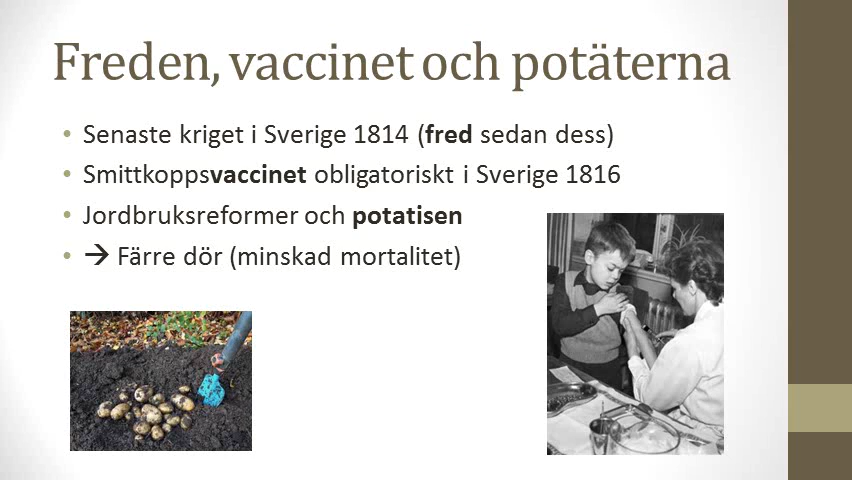 Freden, vaccinet och potäterna
• Senaste kriget i Sverige 1814 (fred sedan dess)
• Smittkoppsvaccinet obligatoriskt i Sverige 1816
• Jordbruksreformer och potatisen
• → Färre dör (minskad mortalitet)